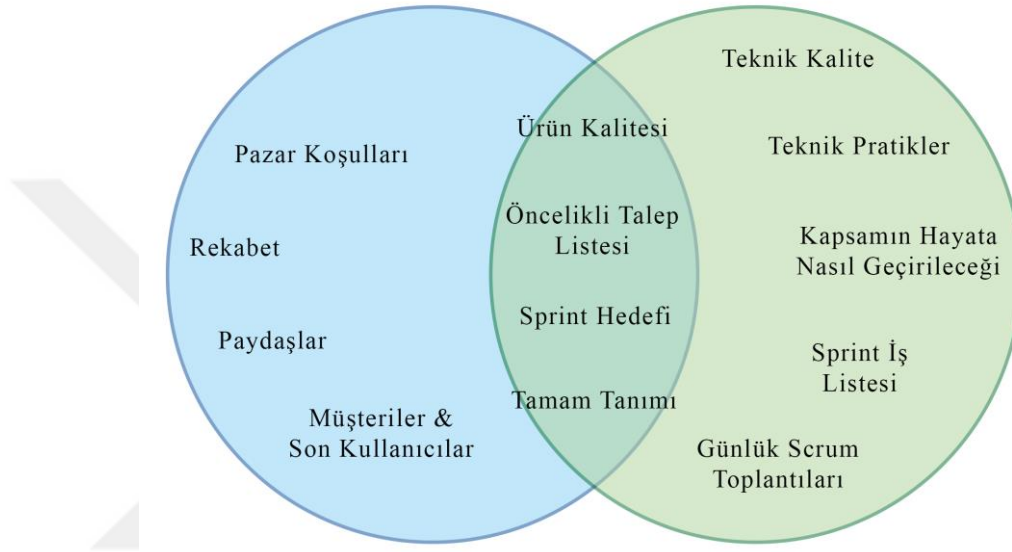 Pazar Koşulları
Rekabet
Paydaşlar
Müşteriler &
Son Kullanıcılar
Ürün Kalitesi
Öncelikli Talep
Listesi
Sprint Hedefi
Tamam Tanımı
Teknik Kalite
Teknik Pratikler
Kapsamın Hayata
Nasıl Geçirileceği
Sprint İş
Listesi
Günlük Scrum
Toplantıları